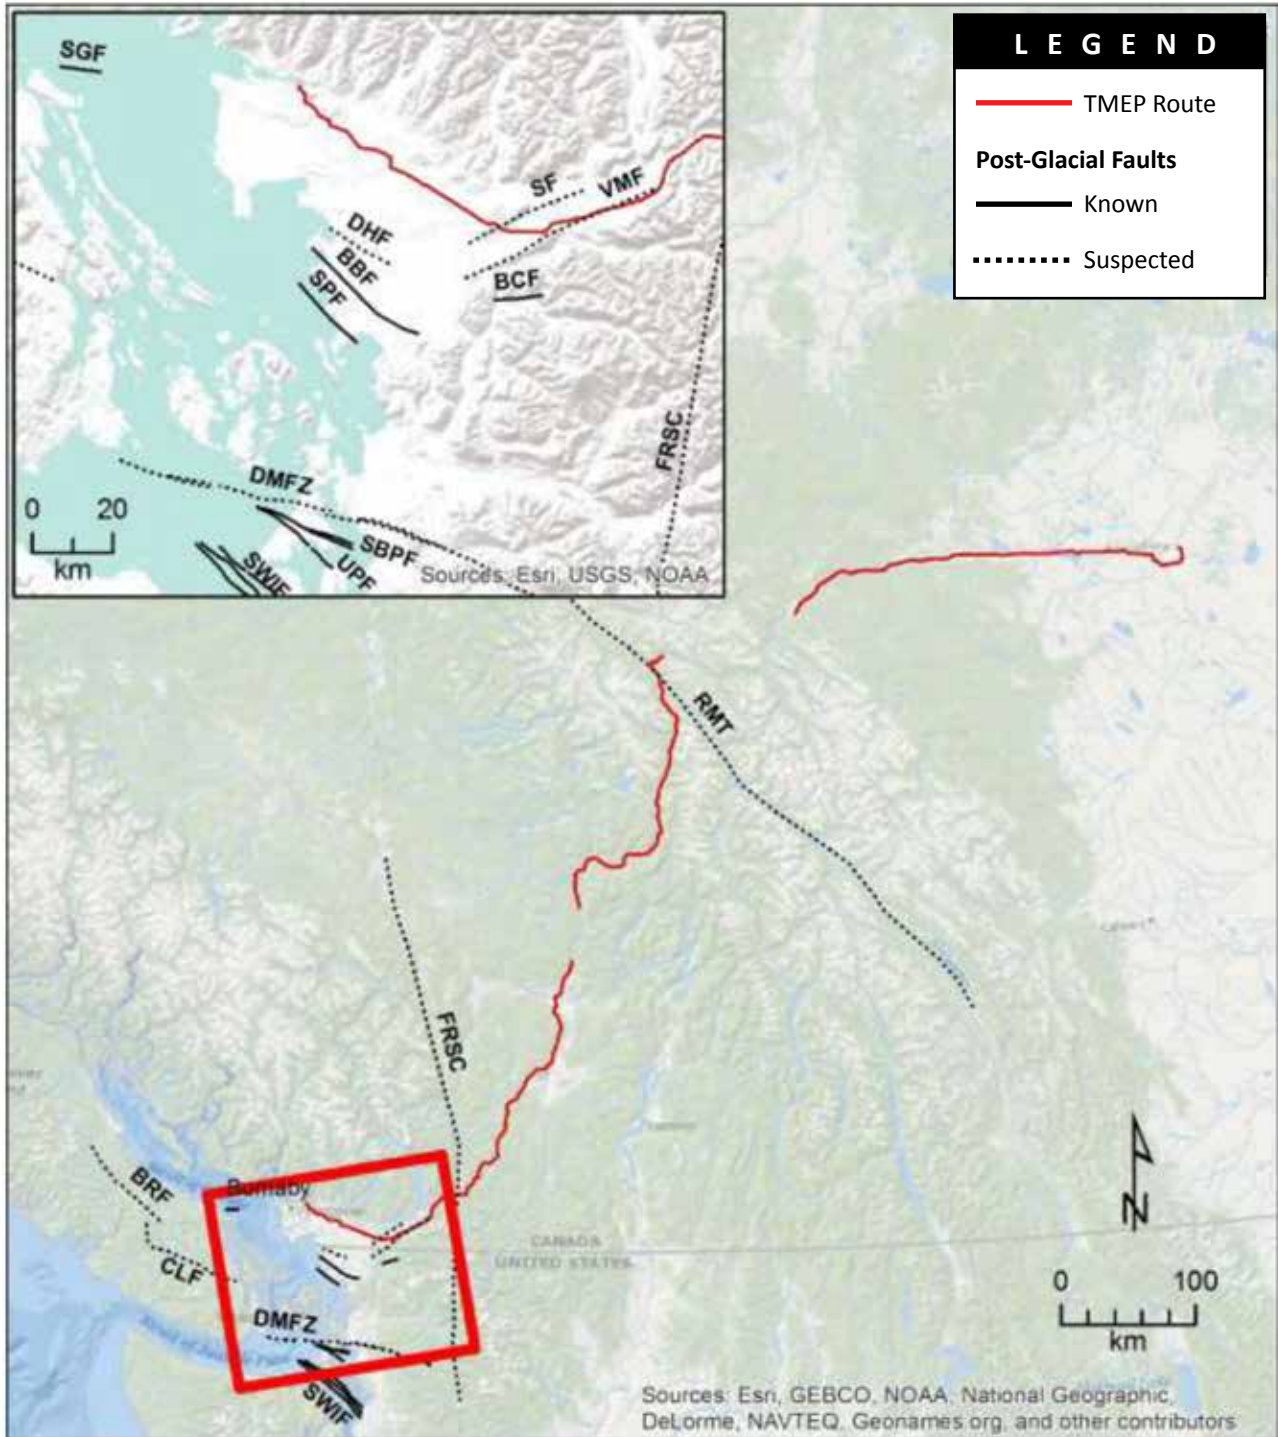 SGF
SF
VMF
DHF
BBF
SPF
BCF
FRSC
DMFZ
SBPF
UPF
SWIF
0 20
km
Sources: Esri, USGS, NOAA
L E G E N D
TMEP Route
Post-Glacial Faults
Known
Suspected
RMT
FRSC
BRF
Burnaby
CLF
DMFZ
SWIF
CANADA
UNITED STATES
Calgary
N
0 100
km
Sources: Esri, GEBCO, NOAA, National Geographic,
DeLorme, NAVTEQ, Geonames org, and other contributors